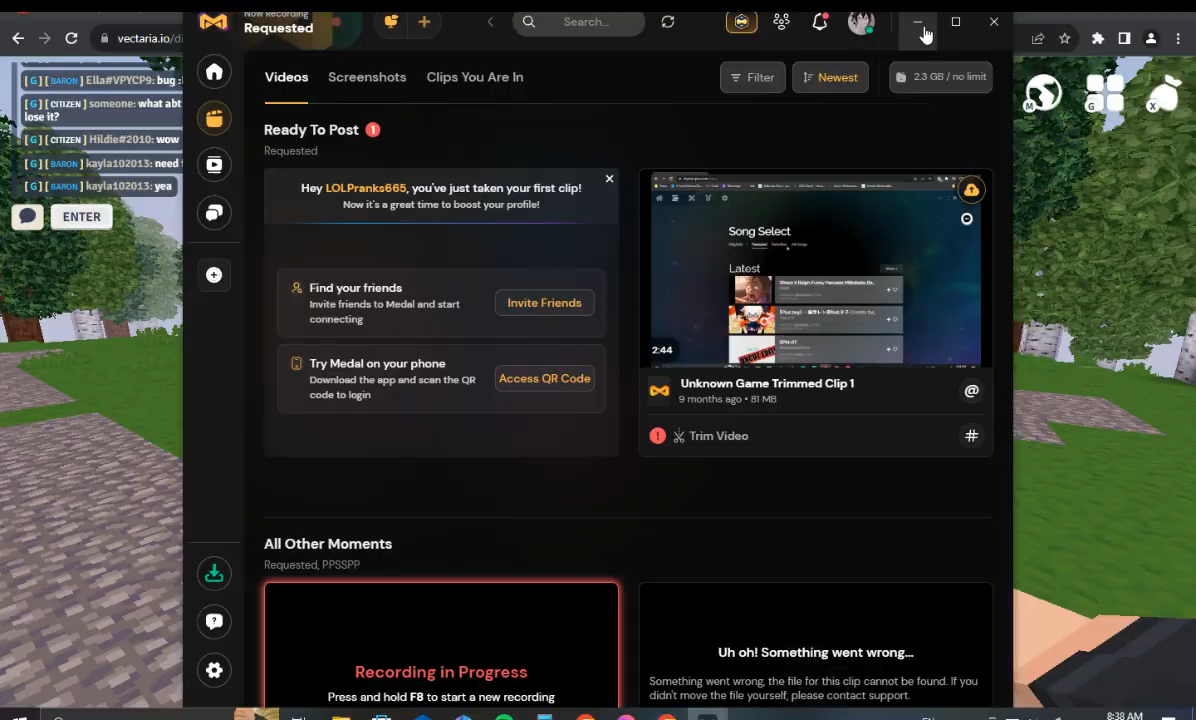 Now Recording
Requested
Search...
vectaria.io/di
[G][BARON] Ella#VPYCP9: bug :
[G][CITIZEN] someone: what abt
lose it?
[G][CITIZEN] Hildie#2010: wow
[G][BARON] kayla102013: need
[G][BARON] kayla102013: yea
ENTER
M
G
X
Videos
Screenshots
Clips You Are In
Filter
Newest
2.3 GB / no limit
Ready To Post 1
Requested
Hey LOLPranks665, you've just taken your first clip!
Now it's a great time to boost your profile!
Find your friends
Invite friends to Medal and start
connecting
Invite Friends
Try Medal on your phone
Download the app and scan the QR
code to login
Access QR Code
Song Select
Latest
2:44
Unknown Game Trimmed Clip 1
9 months ago • 81 MB
@
! Trim Video
#
All Other Moments
Requested, PPSSPP
Recording in Progress
Press and hold F8 to start a new recording
Uh oh! Something went wrong...
Something went wrong, the file for this clip cannot be found. If you
didn't move the file yourself, please contact support.
8:38 AM